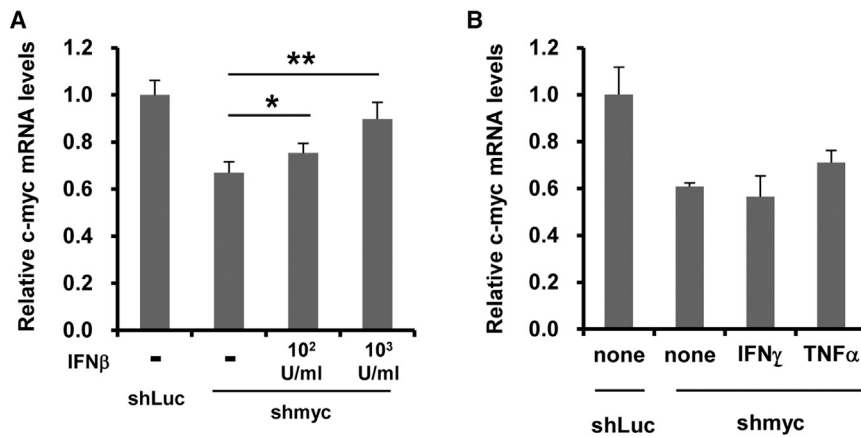 A
Relative c-myc mRNA levels
1.2
1.0
0.8
0.6
0.4
0.2
0.0
**
*
IFNβ - - 10² U/ml 10³ U/ml
shLuc shmyc
B
Relative c-myc mRNA levels
1.2
1.0
0.8
0.6
0.4
0.2
0.0
none none IFNγ TNFα
shLuc shmyc